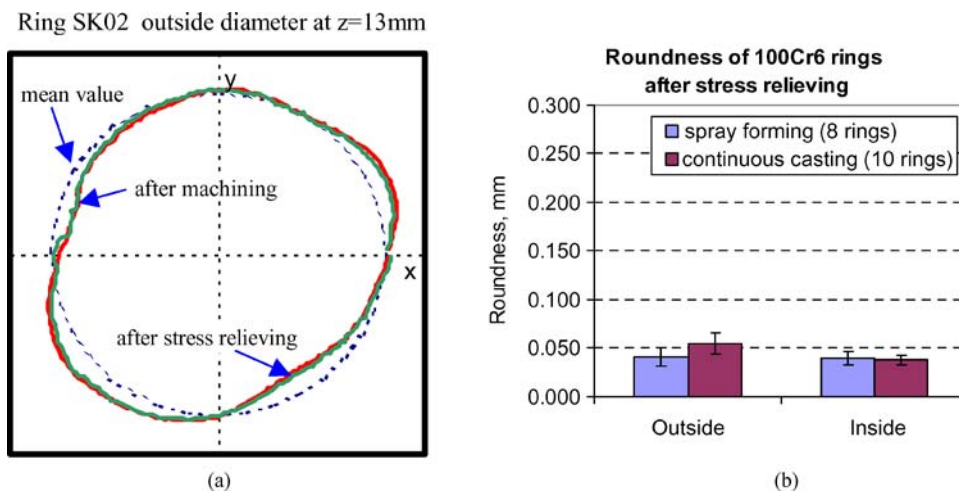 Ring SK02 outside diameter at z=13mm
y
mean value
after machining
x
after stress relieving
(a)
Roundness of 100Cr6 rings
after stress relieving
0.300
0.250
0.200
0.150
0.100
0.050
0.000
Roundness, mm
spray forming (8 rings)
continuous casting (10 rings)
Outside
Inside
(b)